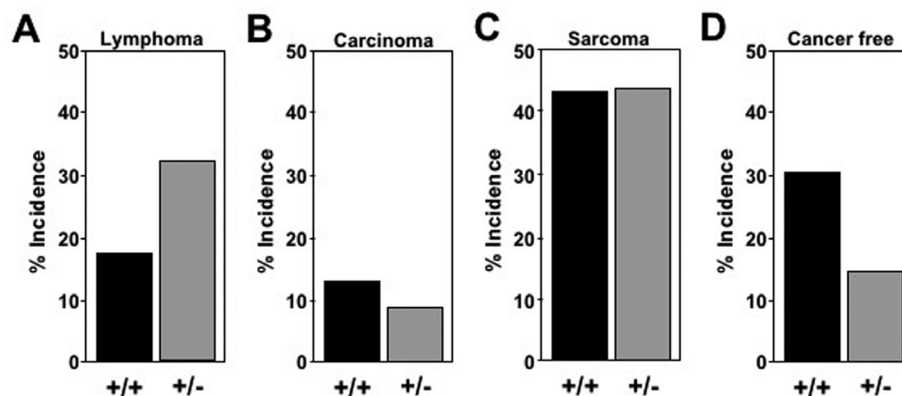 A
Lymphoma
% Incidence
50
40
30
20
10
0
+/+ +/-
B
Carcinoma
% Incidence
50
40
30
20
10
0
+/+ +/-
C
Sarcoma
% Incidence
50
40
30
20
10
0
+/+ +/-
D
Cancer free
% Incidence
50
40
30
20
10
0
+/+ +/-